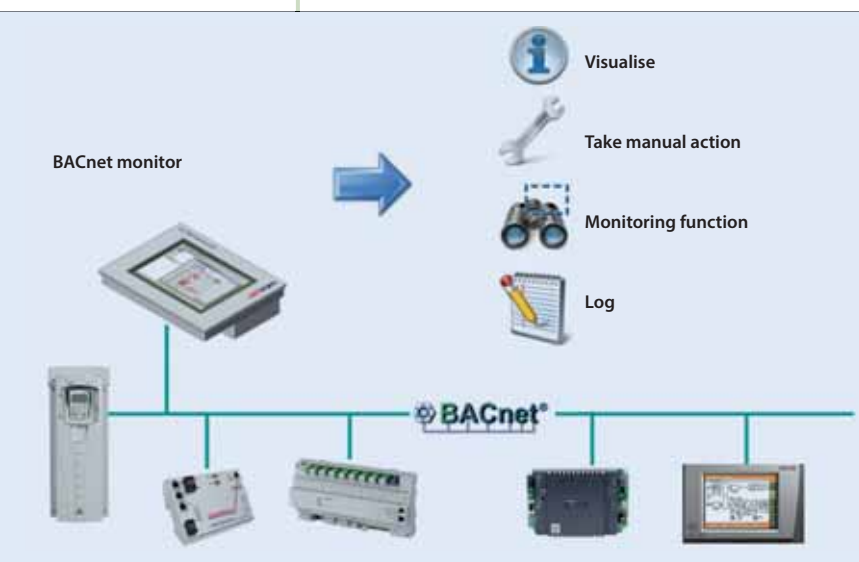 Visualise
Take manual action
BACnet monitor
Monitoring function
Log
BACnet®